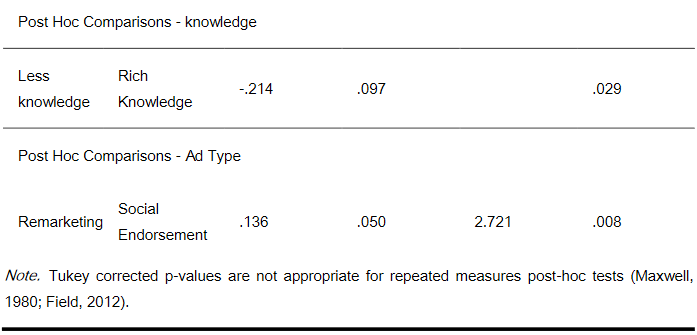 Post Hoc Comparisons - knowledge
Less knowledge Rich Knowledge -.214 .097 .029
Post Hoc Comparisons - Ad Type
Remarketing Social Endorsement .136 .050 2.721 .008
Note. Tukey corrected p-values are not appropriate for repeated measures post-hoc tests (Maxwell,
1980; Field, 2012).